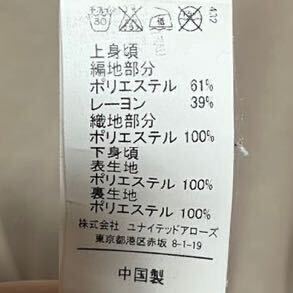 30
低
4.12
上身頃
編地部分
ポリエステル 61%
レーヨン 39%
織地部分
ポリエステル 100%
下身頃
表生地
ポリエステル 100%
裏生地
ポリエステル 100%
株式会社 ユナイテッドアローズ
東京都港区赤坂 8-1-19
中国製